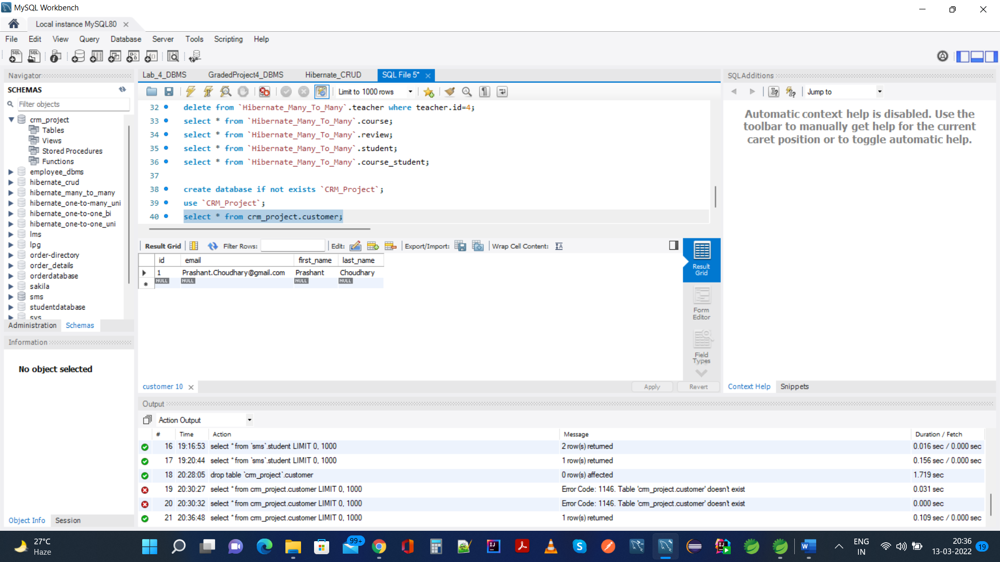 MySQL Workbench
Local instance MySQL80
File Edit View Query Database Server Tools Scripting Help
Navigator
SCHEMAS
Filter objects
crm_project
Tables
Views
Stored Procedures
Functions
employee_dbms
hibernate_crud
hibernate_many_to_many
hibernate_one-to-many_uni
hibernate_one-to-one_bi
hibernate_one-to-one_uni
lms
lpg
order-directory
order_details
orderdatabase
sakila
sms
studentdatabase
sys
Administration Schemas
Information
No object selected
Object Info Session
Lab_4_DBMS GradedProject4_DBMS Hibernate_CRUD SQL File 5*
Limit to 1000 rows
32 delete from `Hibernate_Many_To_Many`.teacher where teacher.id=4;
33 select * from `Hibernate_Many_To_Many`.course;
34 select * from `Hibernate_Many_To_Many`.review;
35 select * from `Hibernate_Many_To_Many`.student;
36 select * from `Hibernate_Many_To_Many`.course_student;
37
38 create database if not exists `CRM_Project`;
39 use `CRM_Project`;
40 select * from crm_project.customer;
Result Grid Filter Rows: Edit: Export/Import: Wrap Cell Content:
id email first_name last_name
1 Prashant.Choudhary@gmail.com Prashant Choudhary
NULL NULL NULL NULL
Result Grid
Form Editor
Field Types
customer 10 Apply Revert
SQLAdditions
Jump to
Automatic context help is disabled. Use the
toolbar to manually get help for the current
caret position or to toggle automatic help.
Context Help Snippets
Output
Action Output
# Time Action Message Duration / Fetch
16 19:16:53 select * from `sms`.student LIMIT 0, 1000 2 row(s) returned 0.016 sec / 0.000 sec
17 19:20:44 select * from `sms`.student LIMIT 0, 1000 1 row(s) returned 0.156 sec / 0.000 sec
18 20:28:05 drop table `crm_project`.customer 0 row(s) affected 1.719 sec
19 20:30:27 select * from crm_project.customer LIMIT 0, 1000 Error Code: 1146. Table 'crm_project.customer' doesn't exist 0.031 sec
20 20:30:32 select * from crm_project.customer LIMIT 0, 1000 Error Code: 1146. Table 'crm_project.customer' doesn't exist 0.000 sec
21 20:36:48 select * from crm_project.customer LIMIT 0, 1000 1 row(s) returned 0.109 sec / 0.000 sec
27°C
Haze
99+
ENG
IN
20:36
13-03-2022
19